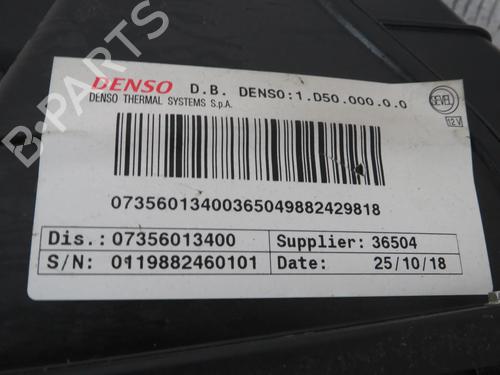 DENSO D.B. DENSO:1.D50.000.0.0
DENSO THERMAL SYSTEMS S.p.A.
SEVEL
12V
07356013400365049882429818
Dis.: 07356013400 Supplier: 36504
S/N: 0119882460101 Date: 25/10/18
B-PARTS